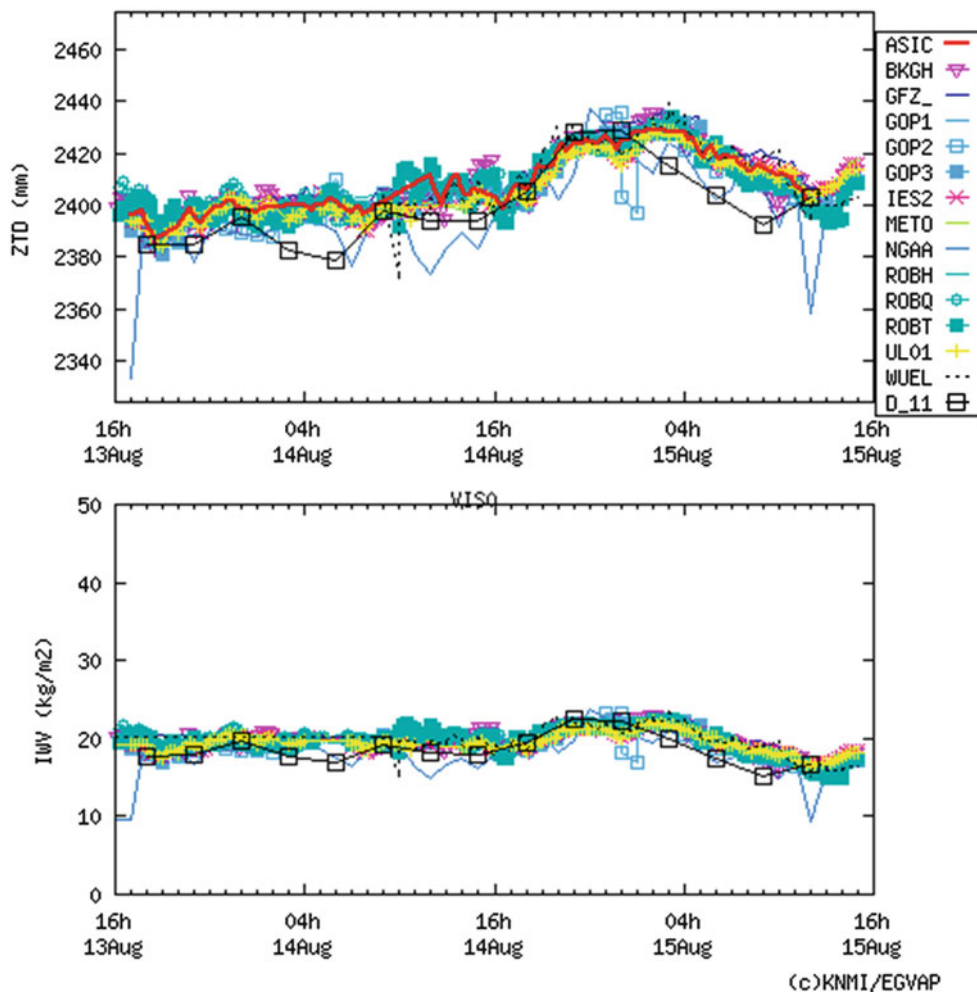 2460
2440
2420
2400
2380
2360
2340
ZTD (mm)
16h 04h 16h 04h 16h
13Aug 14Aug 14Aug 15Aug 15Aug
ASIC
BKGH
GFZ_
GOP1
GOP2
GOP3
IES2
METO
NGAA
ROBH
ROBQ
ROBT
UL01
WUEL
D_11
VISO
50
40
30
20
10
0
IWV (kg/m2)
16h 04h 16h 04h 16h
13Aug 14Aug 14Aug 15Aug 15Aug
(c)KNMI/EGVAP